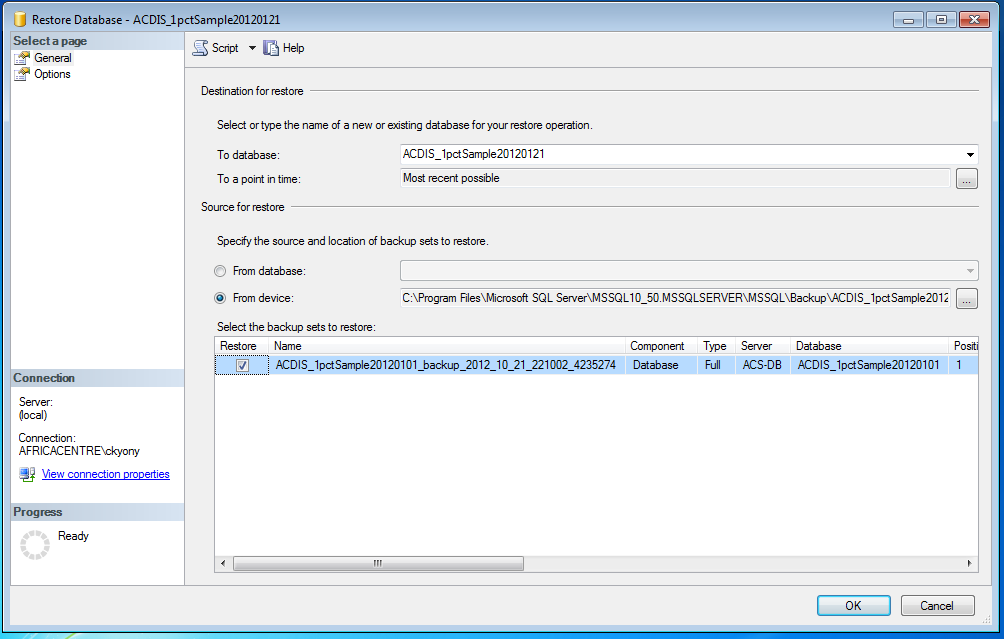 Restore Database - ACDIS_1pctSample20120121
Select a page
General
Options
Script
Help
Destination for restore
Select or type the name of a new or existing database for your restore operation.
To database:
ACDIS_1pctSample20120121
To a point in time:
Most recent possible
...
Source for restore
Specify the source and location of backup sets to restore.
From database:
From device:
C:\Program Files\Microsoft SQL Server\MSSQL10_50.MSSQLSERVER\MSSQL\Backup\ACDIS_1pctSample2012
...
Select the backup sets to restore:
Restore Name Component Type Server Database Positi
ACDIS_1pctSample20120101_backup_2012_10_21_221002_4235274 Database Full ACS-DB ACDIS_1pctSample20120101 1
Connection
Server:
(local)
Connection:
AFRICACENTRE\ckyony
View connection properties
Progress
Ready
OK
Cancel